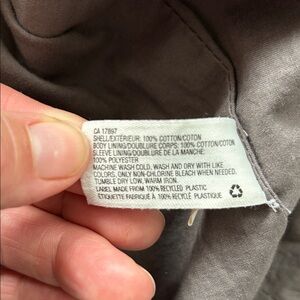 CA 17897
SHELL/EXTÉRIEUR: 100% COTTON/COTON
BODY LINING/DOUBLURE CORPS: 100% COTTON/COTON
SLEEVE LINING/DOUBLURE DE LA MANCHE:
100% POLYESTER
MACHINE WASH COLD, WASH AND DRY WITH LIKE
COLORS, ONLY NON-CHLORINE BLEACH WHEN NEEDED,
TUMBLE DRY LOW, WARM IRON.
LABEL MADE FROM 100% RECYCLED PLASTIC
ÉTIQUETTE FABRIQUÉ À 100% RECYCLÉ PLASTIQUE